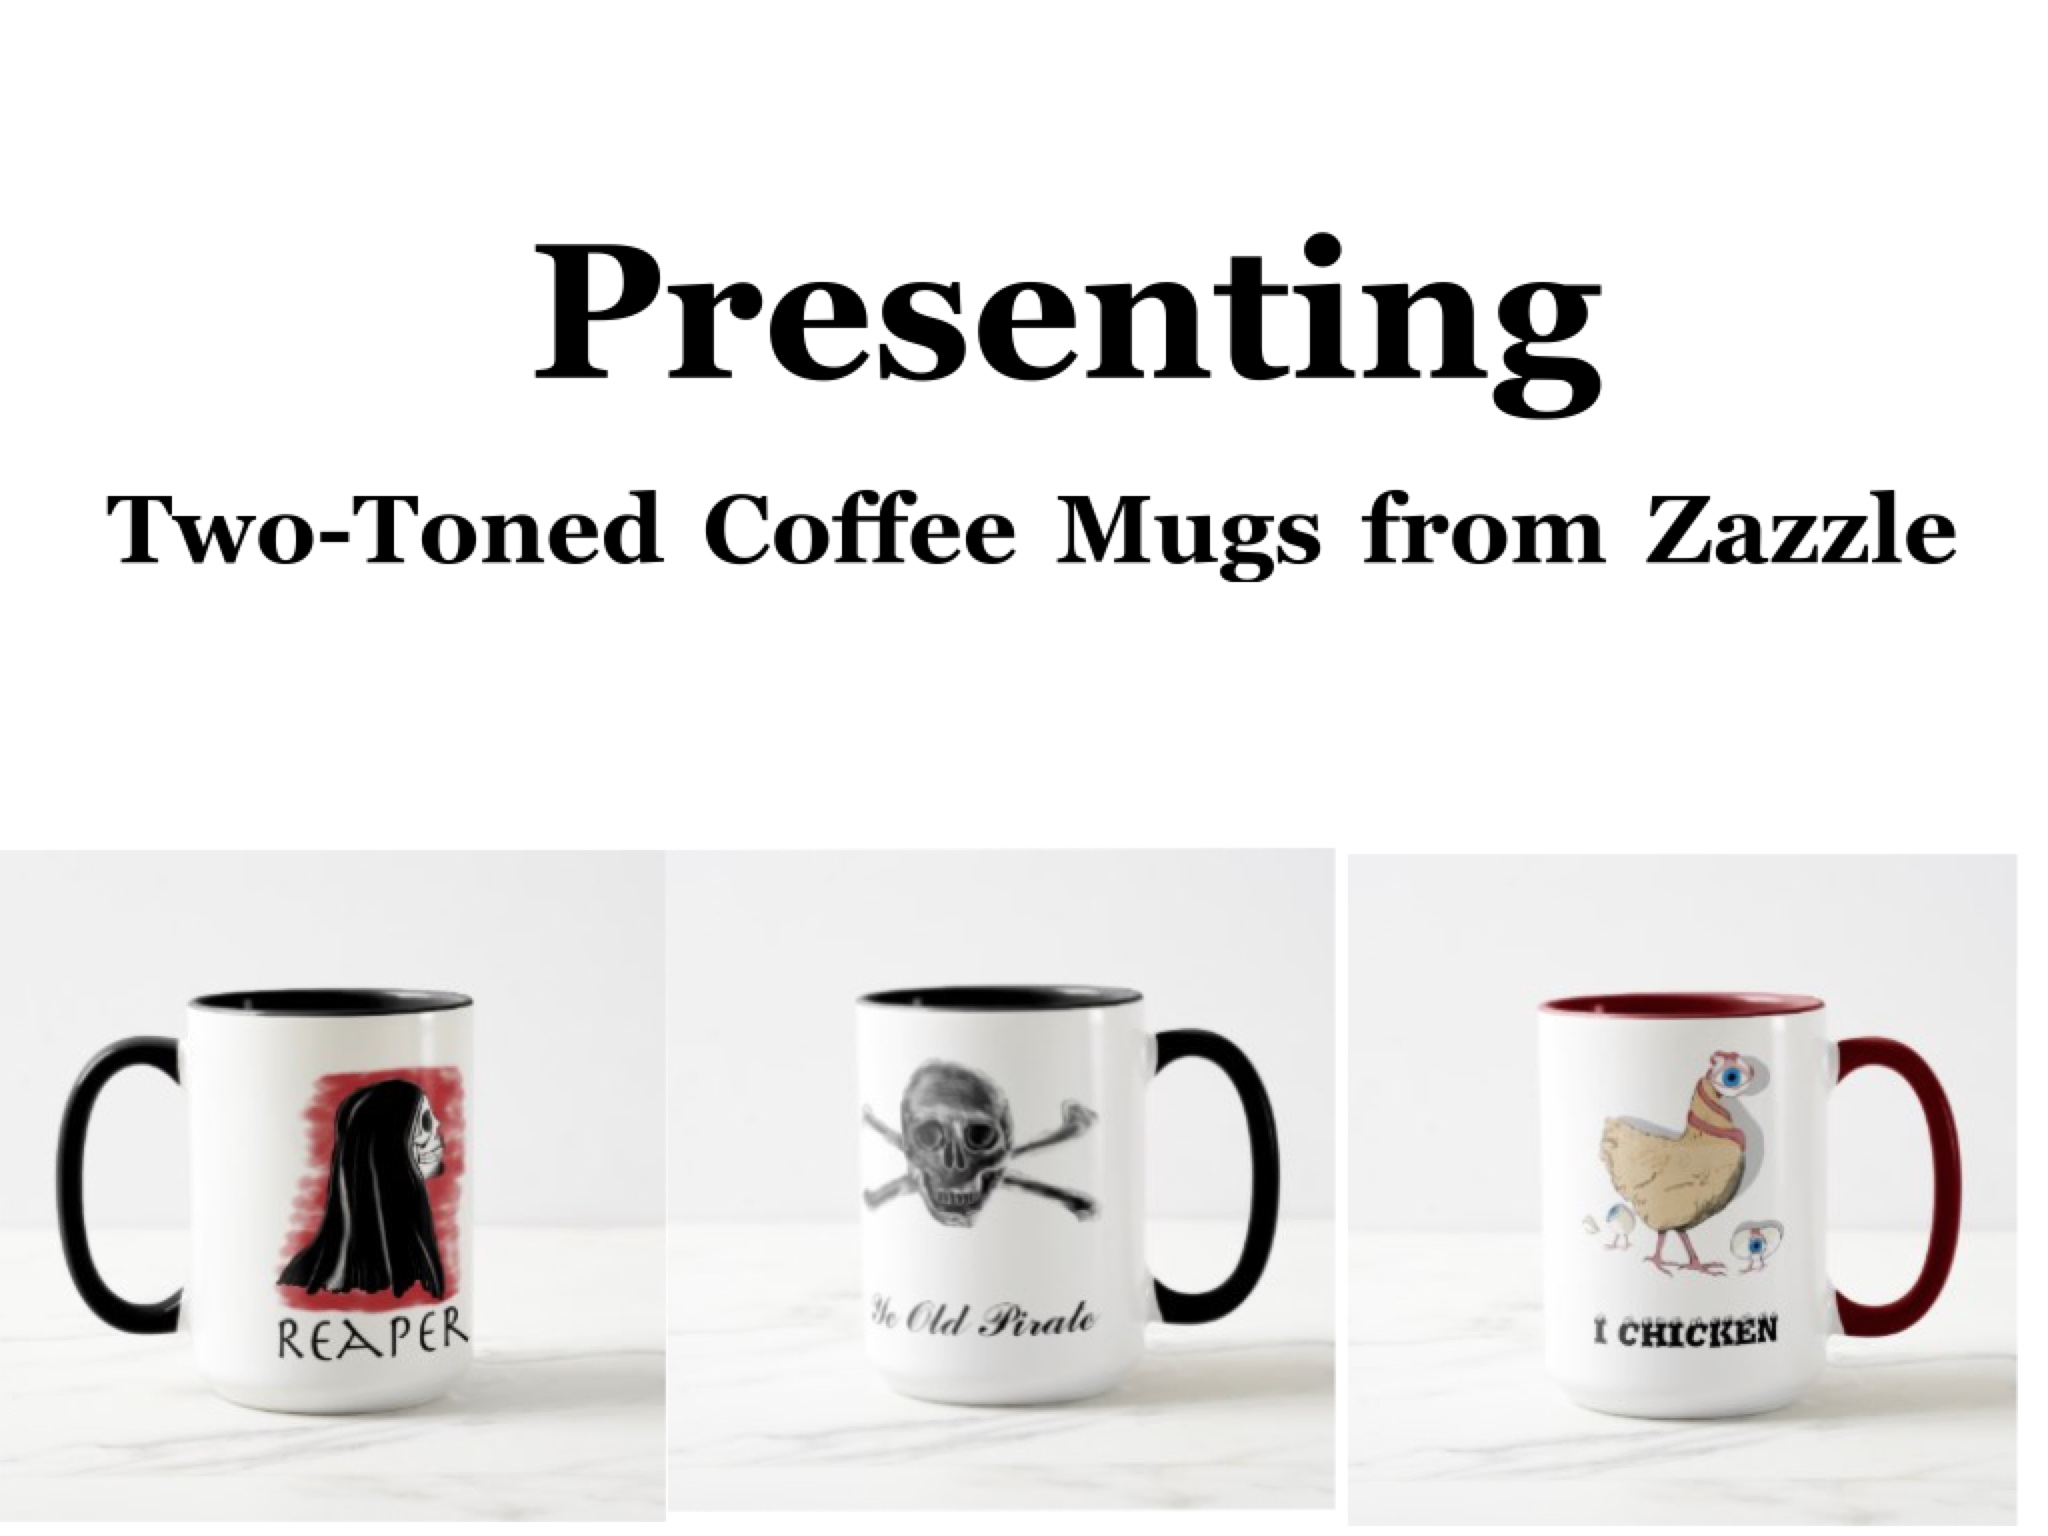 Presenting
Two-Toned Coffee Mugs from Zazzle
REAPER
Ye Old Pirate
I CHICKEN